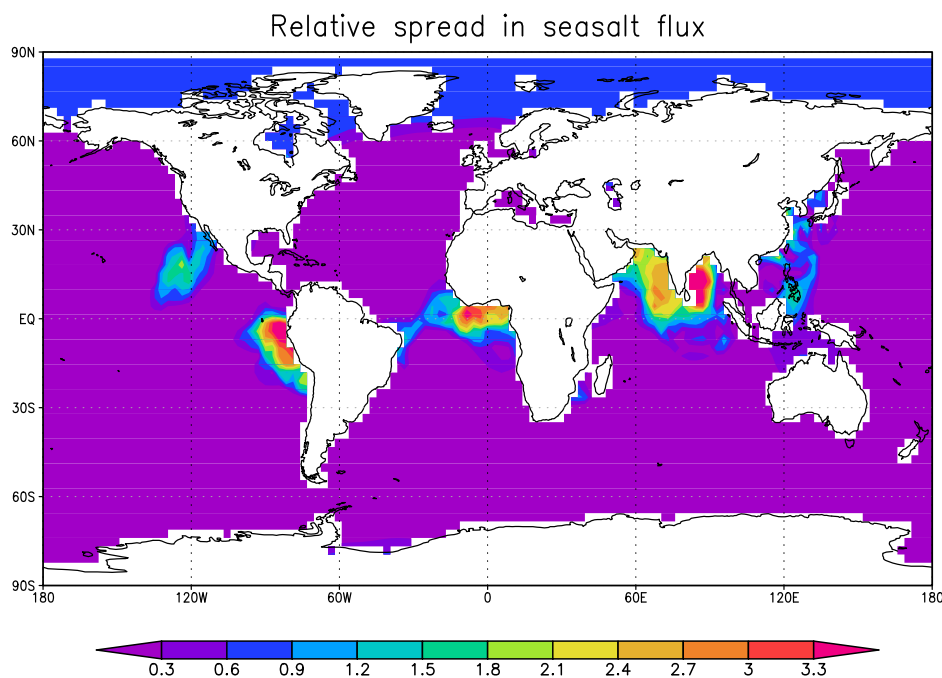 Relative spread in seasalt flux
90N
60N
30N
EQ
30S
60S
90S
180 120W 60W 0 60E 120E 180
0.3 0.6 0.9 1.2 1.5 1.8 2.1 2.4 2.7 3 3.3